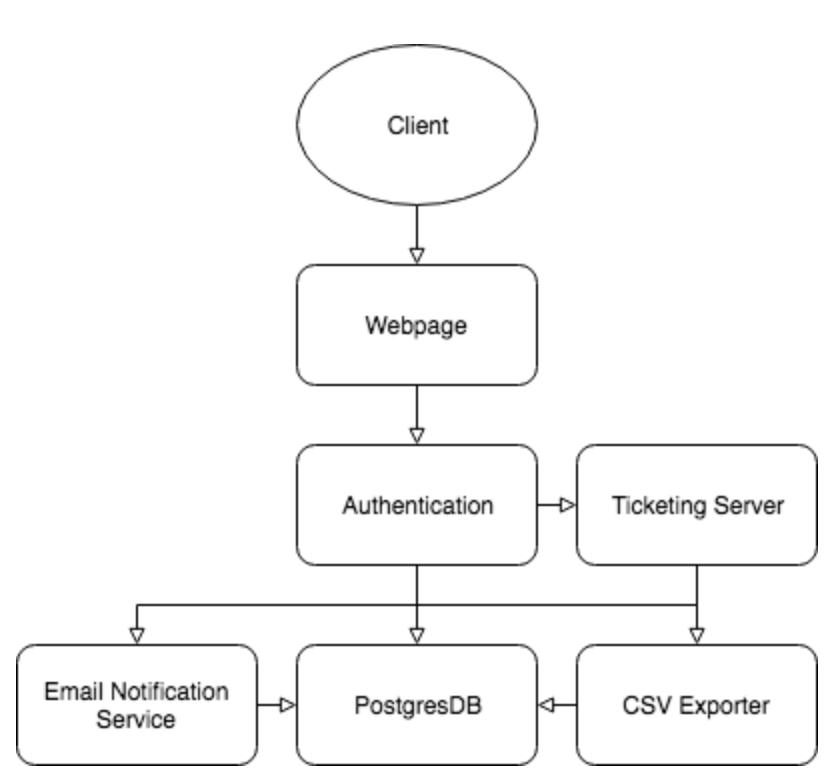 Client
Webpage
Authentication
Ticketing Server
Email Notification
Service
PostgresDB
CSV Exporter